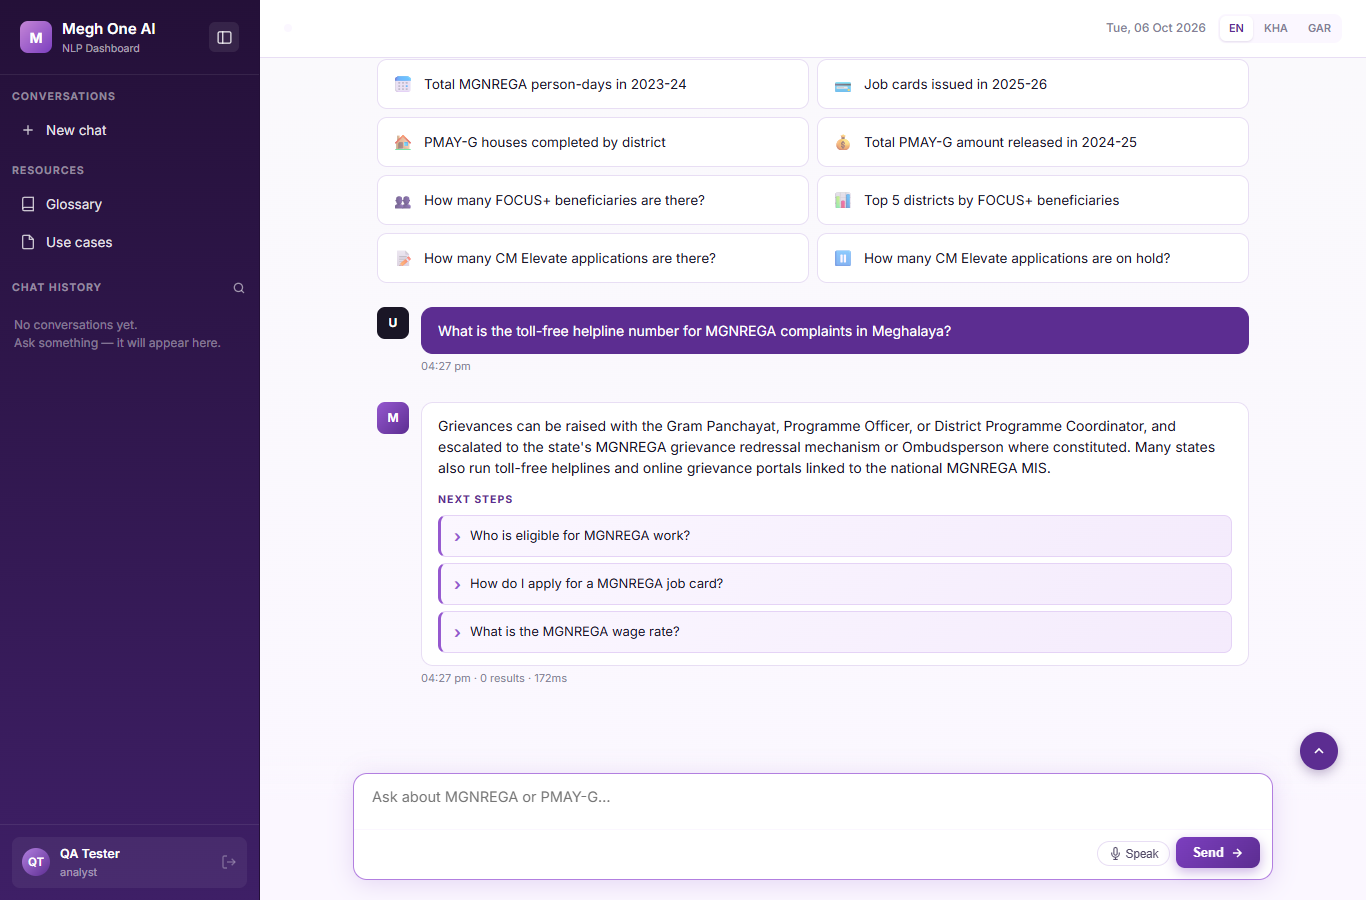 M
Megh One AI
NLP Dashboard
CONVERSATIONS
New chat
RESOURCES
Glossary
Use cases
CHAT HISTORY
No conversations yet.
Ask something — it will appear here.
QT
QA Tester
analyst
Tue, 06 Oct 2026
EN
KHA
GAR
Total MGNREGA person-days in 2023-24
Job cards issued in 2025-26
PMAY-G houses completed by district
Total PMAY-G amount released in 2024-25
How many FOCUS+ beneficiaries are there?
Top 5 districts by FOCUS+ beneficiaries
How many CM Elevate applications are there?
How many CM Elevate applications are on hold?
U
What is the toll-free helpline number for MGNREGA complaints in Meghalaya?
04:27 pm
M
Grievances can be raised with the Gram Panchayat, Programme Officer, or District Programme Coordinator, and
escalated to the state's MGNREGA grievance redressal mechanism or Ombudsperson where constituted. Many states
also run toll-free helplines and online grievance portals linked to the national MGNREGA MIS.
NEXT STEPS
Who is eligible for MGNREGA work?
How do I apply for a MGNREGA job card?
What is the MGNREGA wage rate?
04:27 pm · 0 results · 172ms
Ask about MGNREGA or PMAY-G...
Speak
Send